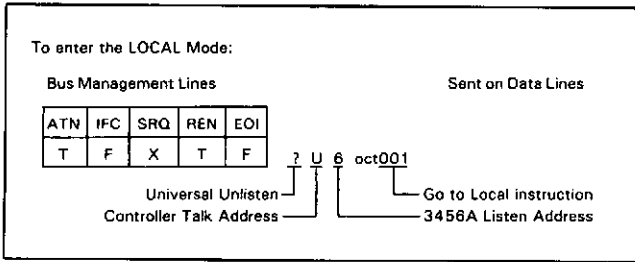 To enter the LOCAL Mode:
Bus Management Lines Sent on Data Lines
ATN IFC SRQ REN EOI
T F X T F
? U 6 oct001
Universal Unlisten Go to Local instruction
Controller Talk Address 3456A Listen Address